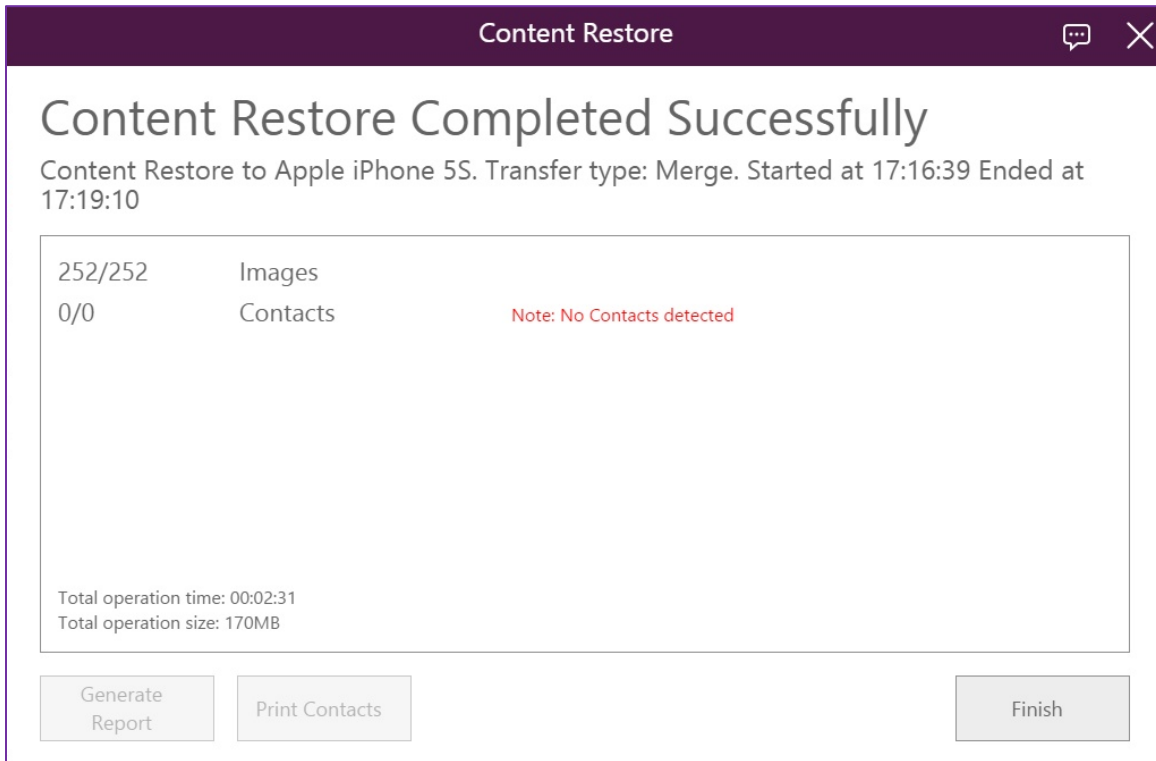 Content Restore
Content Restore Completed Successfully
Content Restore to Apple iPhone 5S. Transfer type: Merge. Started at 17:16:39 Ended at
17:19:10
252/252 Images
0/0 Contacts Note: No Contacts detected
Total operation time: 00:02:31
Total operation size: 170MB
Generate
Report
Print Contacts
Finish